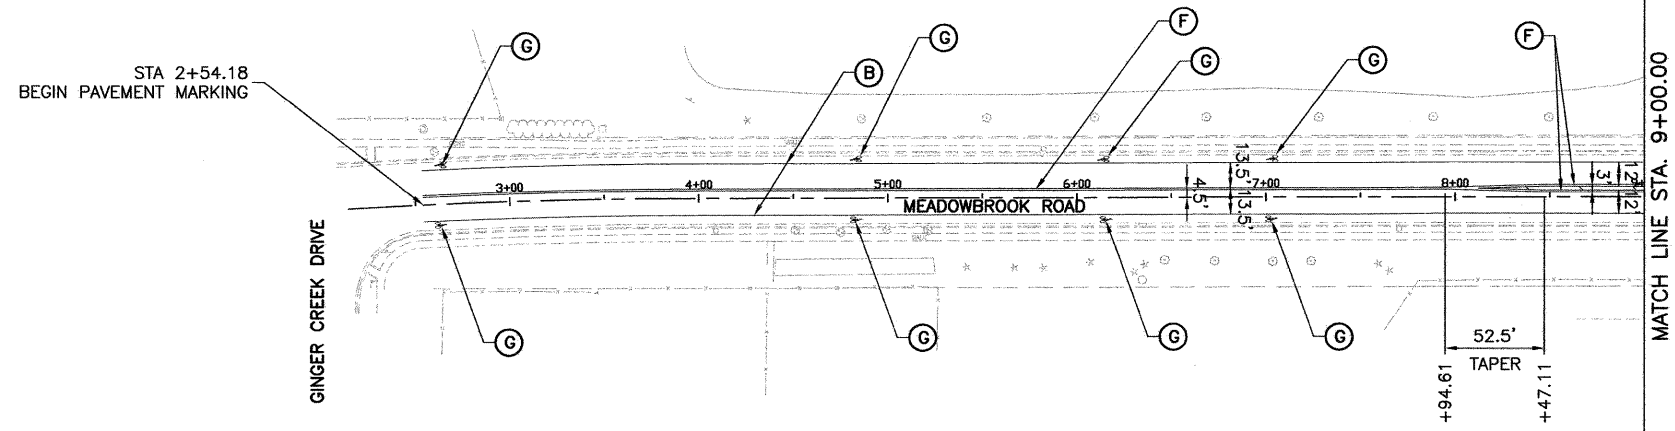 STA 2+54.18
BEGIN PAVEMENT MARKING
G
B
G
F
G
G
F
3+00
4+00
5+00
6+00
7+00
8+00
MEADOWBROOK ROAD
4.5'
13.5'
13.5'
3'
12'
12'
GINGER CREEK DRIVE
G
G
G
G
52.5'
TAPER
+94.61
+47.11
MATCH LINE STA. 9+00.00